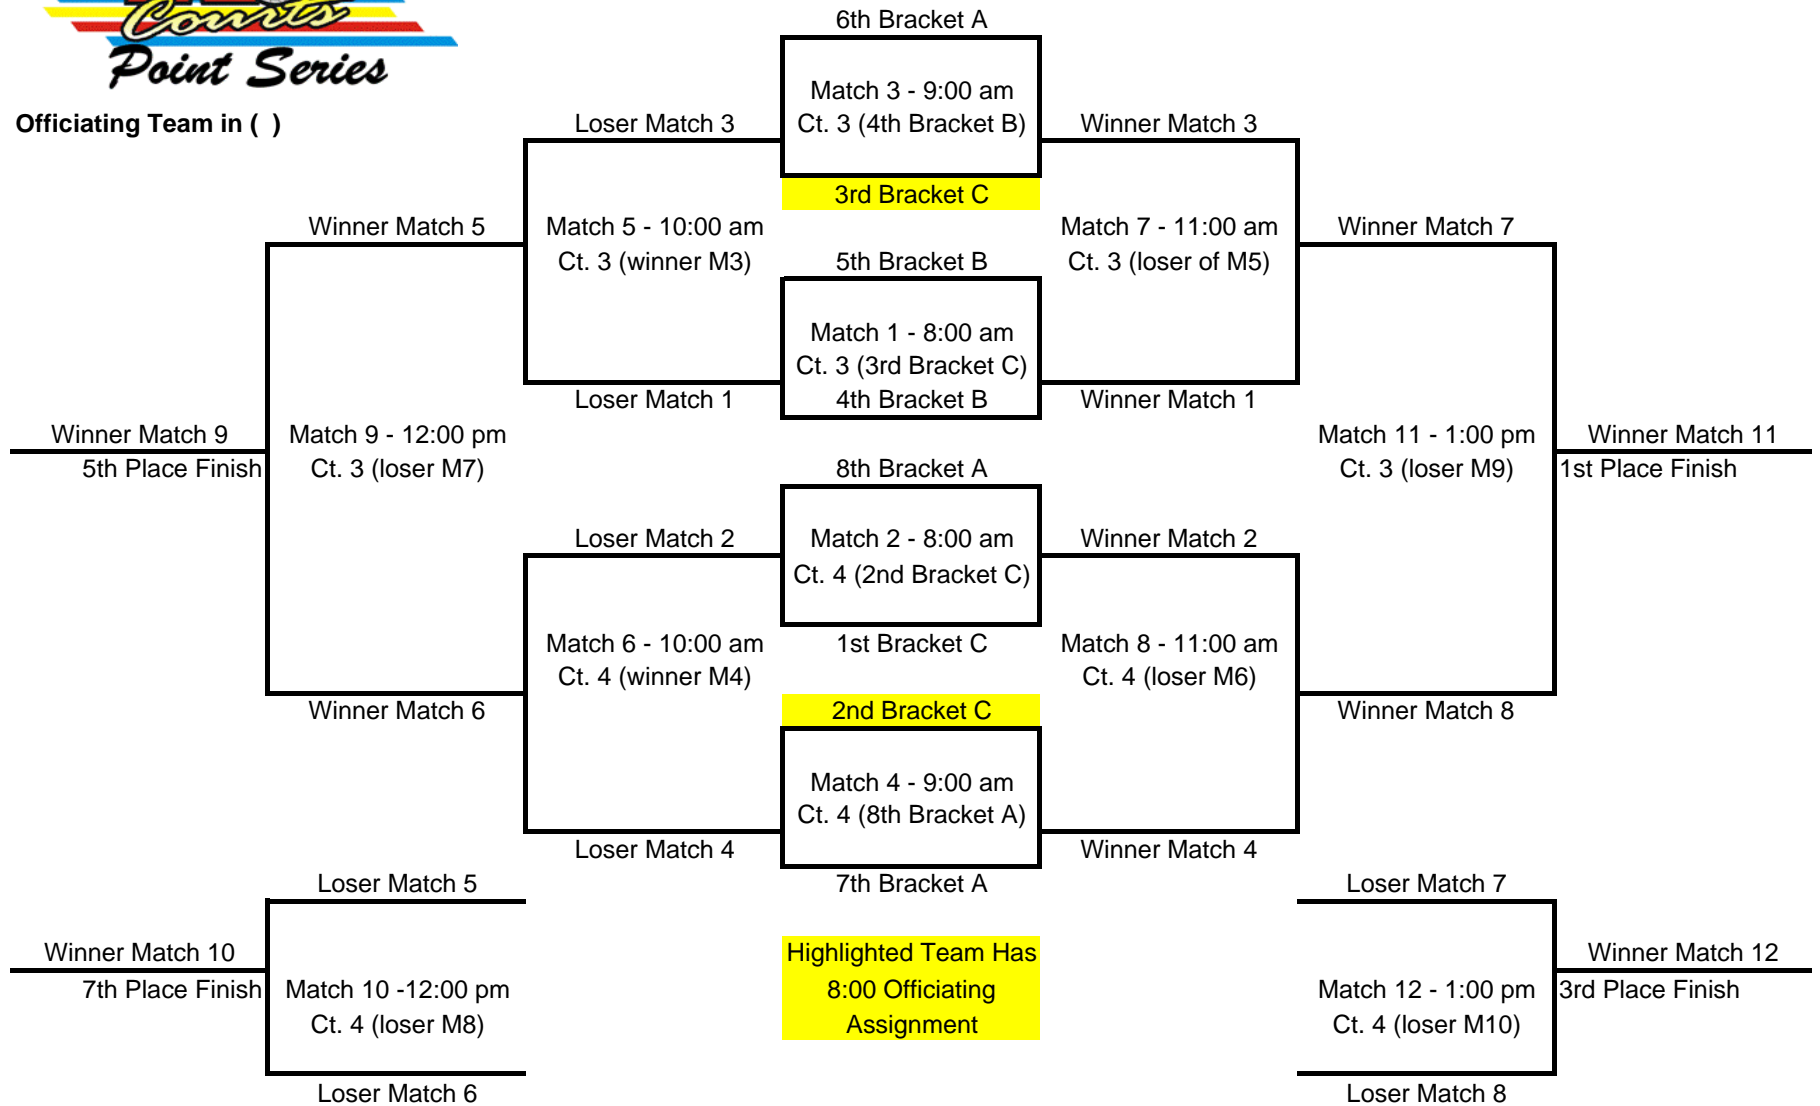 Courts
Point Series
Officiating Team in ( )
6th Bracket A
Match 3 - 9:00 am
Ct. 3 (4th Bracket B)
Loser Match 3
Winner Match 3
3rd Bracket C
Winner Match 5
Match 5 - 10:00 am
Ct. 3 (winner M3)
Match 7 - 11:00 am
Ct. 3 (loser of M5)
Winner Match 7
5th Bracket B
Match 1 - 8:00 am
Ct. 3 (3rd Bracket C)
Loser Match 1
4th Bracket B
Winner Match 1
Winner Match 9
5th Place Finish
Match 9 - 12:00 pm
Ct. 3 (loser M7)
Match 11 - 1:00 pm
Ct. 3 (loser M9)
Winner Match 11
1st Place Finish
8th Bracket A
Loser Match 2
Match 2 - 8:00 am
Ct. 4 (2nd Bracket C)
Winner Match 2
1st Bracket C
Match 6 - 10:00 am
Ct. 4 (winner M4)
Match 8 - 11:00 am
Ct. 4 (loser M6)
Winner Match 6
2nd Bracket C
Winner Match 8
Match 4 - 9:00 am
Ct. 4 (8th Bracket A)
Loser Match 4
Winner Match 4
7th Bracket A
Loser Match 5
Loser Match 7
Winner Match 10
7th Place Finish
Match 10 -12:00 pm
Ct. 4 (loser M8)
Highlighted Team Has
8:00 Officiating
Assignment
Match 12 - 1:00 pm
Ct. 4 (loser M10)
Winner Match 12
3rd Place Finish
Loser Match 6
Loser Match 8